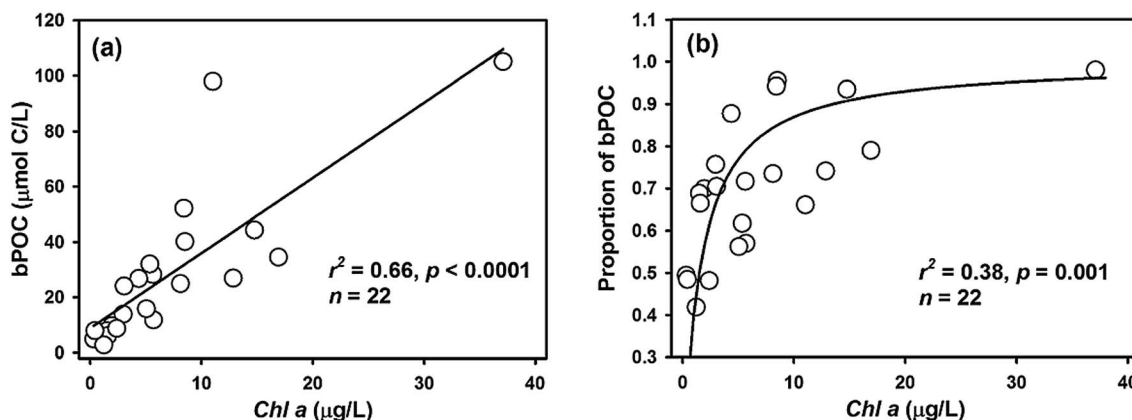 (a)
bPOC (μmol C/L)
120
100
80
60
40
20
0
r² = 0.66, p < 0.0001
n = 22
0 10 20 30 40
Chl a (μg/L)
(b)
Proportion of bPOC
1.1
1.0
0.9
0.8
0.7
0.6
0.5
0.4
0.3
r² = 0.38, p = 0.001
n = 22
0 10 20 30 40
Chl a (μg/L)